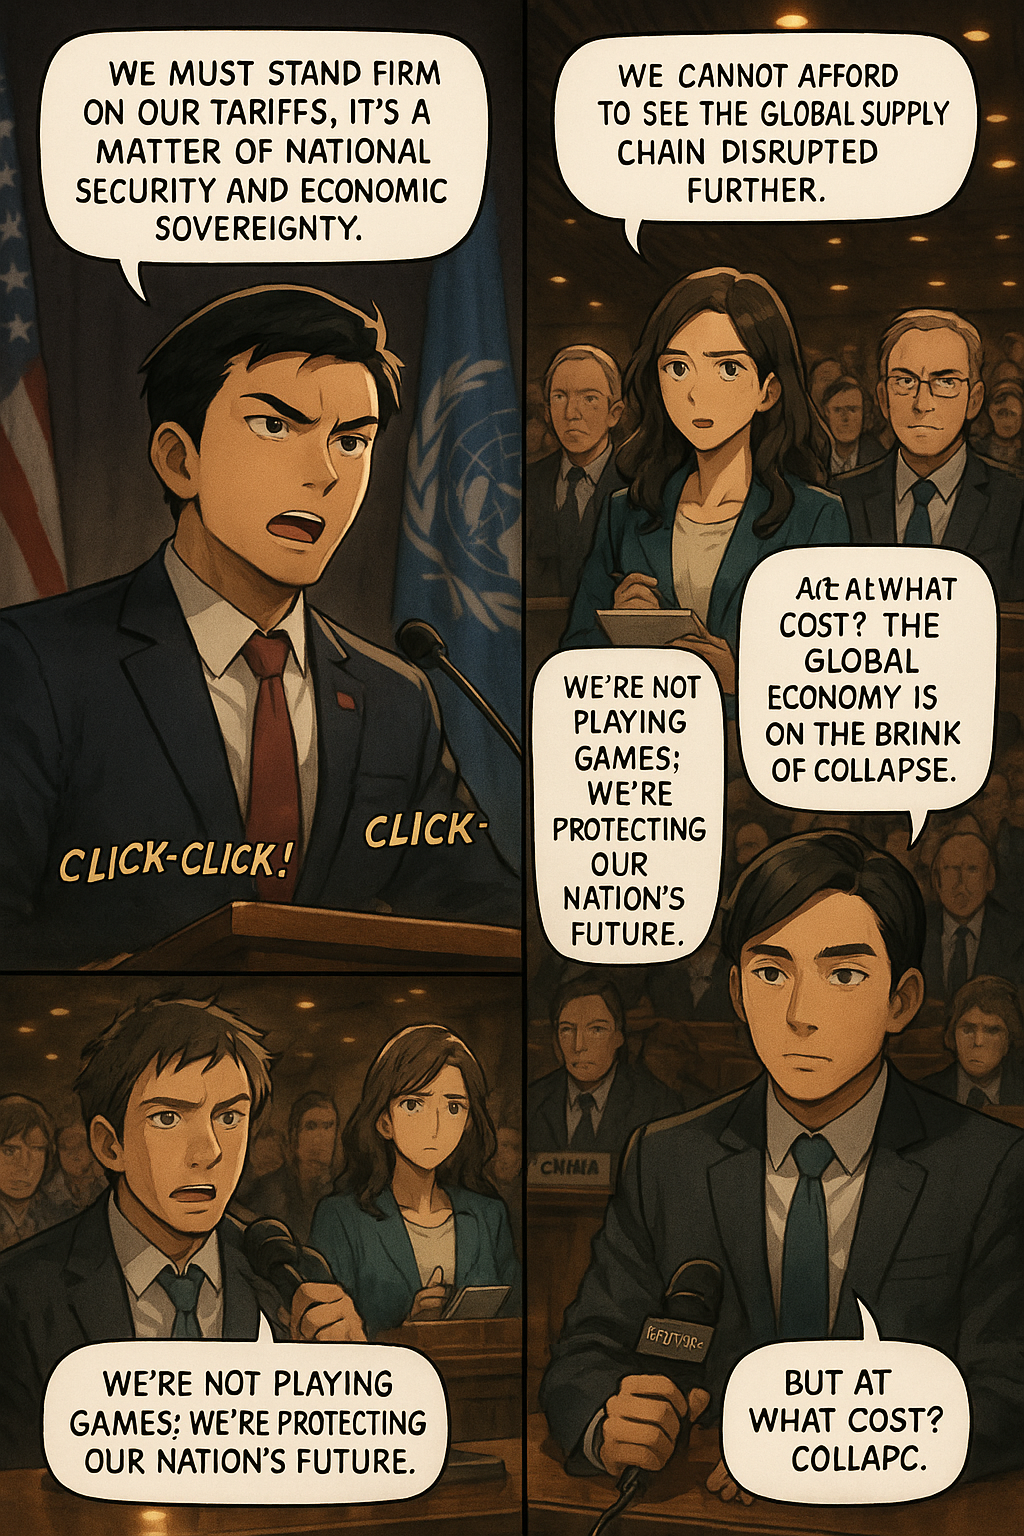 WE MUST STAND FIRM
ON OUR TARIFFS, IT'S A
MATTER OF NATIONAL
SECURITY AND ECONOMIC
SOVEREIGNTY.
CLICK-CLICK!
CLICK-
WE CANNOT AFFORD
TO SEE THE GLOBAL SUPPLY
CHAIN DISRUPTED
FURTHER.
WHAT
COST? THE
GLOBAL
ECONOMY IS
ON THE BRINK
OF COLLAPSE.
WE'RE NOT
PLAYING
GAMES;
WE'RE
PROTECTING
OUR
NATION'S
FUTURE.
WE'RE NOT PLAYING
GAMES; WE'RE PROTECTING
OUR NATION'S FUTURE.
BUT AT
WHAT COST?
COLLAPC.